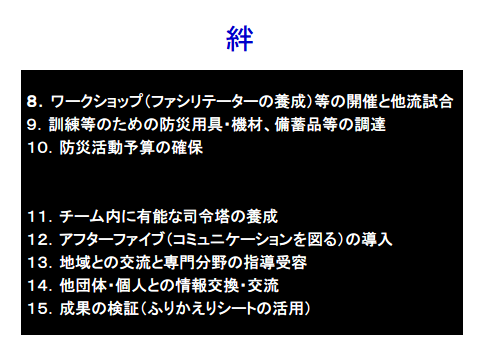 絆
8. ワークショップ(ファシリテーターの養成)等の開催と他流試合
9. 訓練等のための防災用具・機材、備蓄品等の調達
10. 防災活動予算の確保
11. チーム内に有能な司令塔の養成
12. アフターファイブ(コミュニケーションを図る)の導入
13. 地域との交流と専門分野の指導受容
14. 他団体・個人との情報交換・交流
15. 成果の検証(ふりかえりシートの活用)